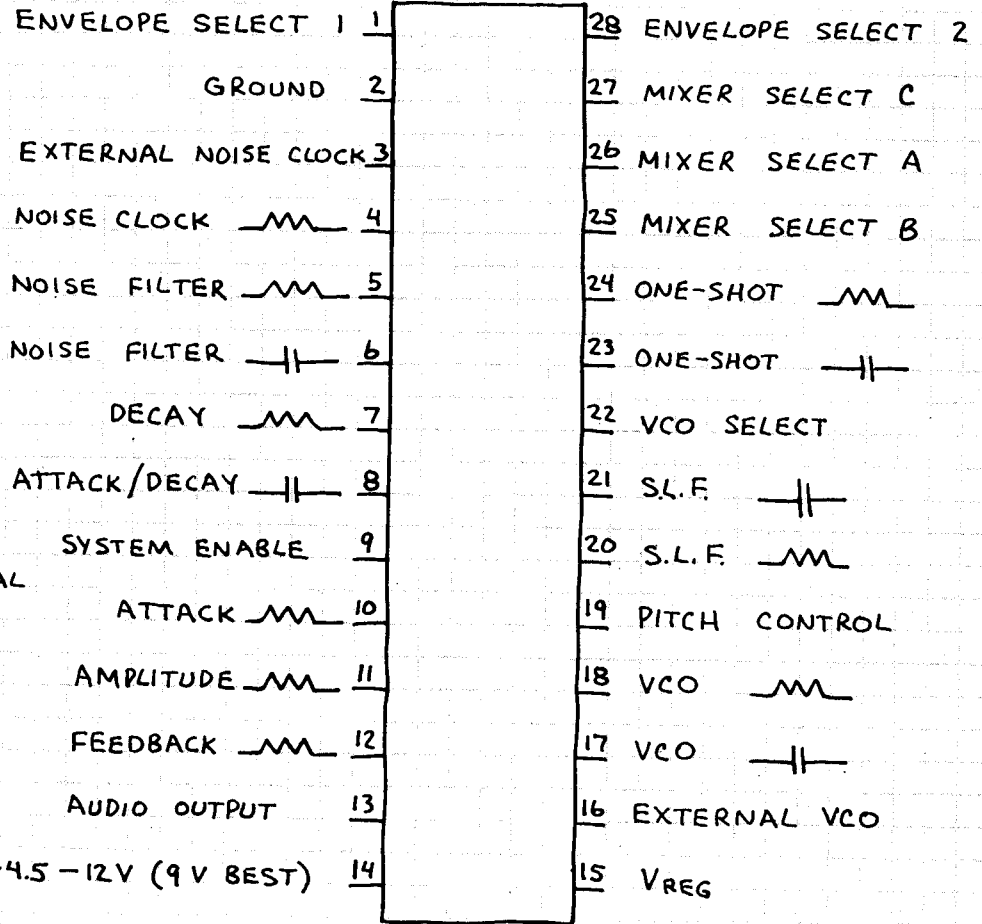 ENVELOPE SELECT 1 1
GROUND 2
EXTERNAL NOISE CLOCK 3
NOISE CLOCK 4
NOISE FILTER 5
NOISE FILTER 6
DECAY 7
ATTACK/DECAY 8
SYSTEM ENABLE 9
AL
ATTACK 10
AMPLITUDE 11
FEEDBACK 12
AUDIO OUTPUT 13
4.5-12V (9 V BEST) 14
28 ENVELOPE SELECT 2
27 MIXER SELECT C
26 MIXER SELECT A
25 MIXER SELECT B
24 ONE-SHOT
23 ONE-SHOT
22 VCO SELECT
21 S.L.F.
20 S.L.F.
19 PITCH CONTROL
18 VCO
17 VCO
16 EXTERNAL VCO
15 VREG